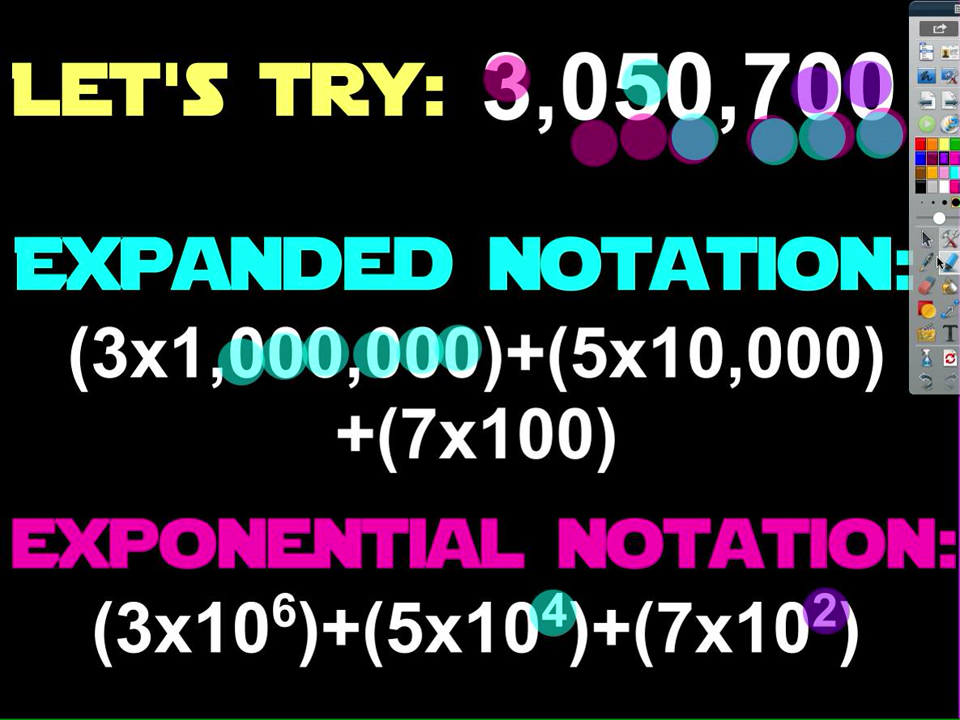 LET'S TRY: 3,050,700
EXPANDED NOTATION:
(3x1,000,000)+(5x10,000)
+(7x100)
EXPONENTIAL NOTATION:
(3x10⁶)+(5x10⁴)+(7x10²)